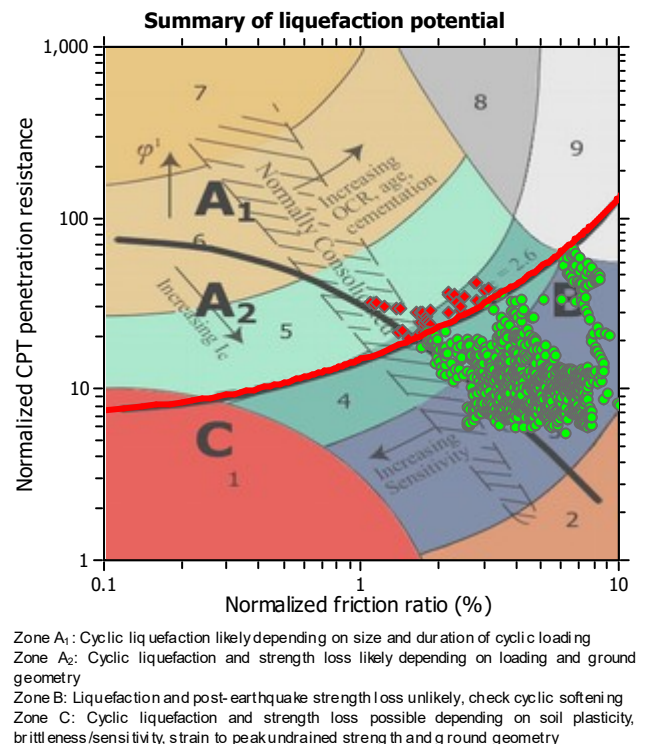 Summary of liquefaction potential
Normalized CPT penetration resistance
1,000
100
10
1
7
8
9
φ'
A1
Increasing
OCR, age,
cementation
Normally Consolidated
6
= 2.6
A2
B
Increasing Ic
5
4
C
1
Increasing
Sensitivity
3
2
0.1
1
10
Normalized friction ratio (%)
Zone A1: Cyclic liquefaction likely depending on size and duration of cyclic loading
Zone A2: Cyclic liquefaction and strength loss likely depending on loading and ground
geometry
Zone B: Liquefaction and post-earthquake strength loss unlikely, check cyclic softening
Zone C: Cyclic liquefaction and strength loss possible depending on soil plasticity,
brittleness/sensitivity, strain to peak undrained strength and ground geometry